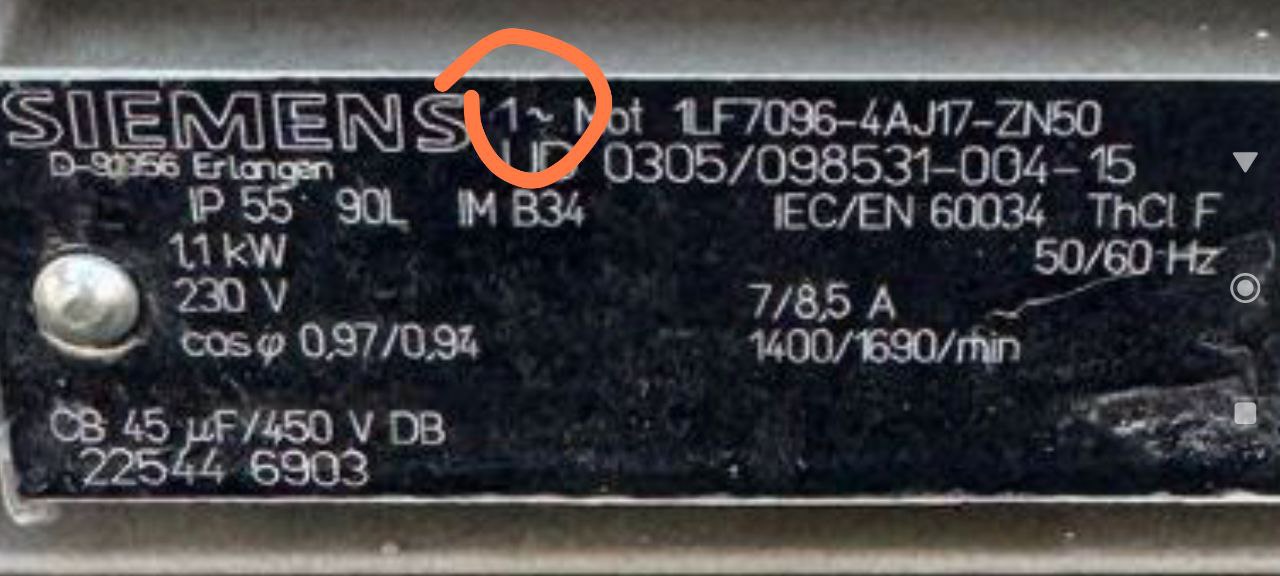 SIEMENS 1~ Mot 1LF7096-4AJ17-ZN50
D-91056 Erlangen UD 0305/098531-004-15
IP 55 90L IM B34 IEC/EN 60034 ThCl F
1,1 kW 50/60 Hz
230 V 7/8,5 A
cos φ 0,97/0,94 1400/1690/min
CB 45 µF/450 V DB
22544 6903